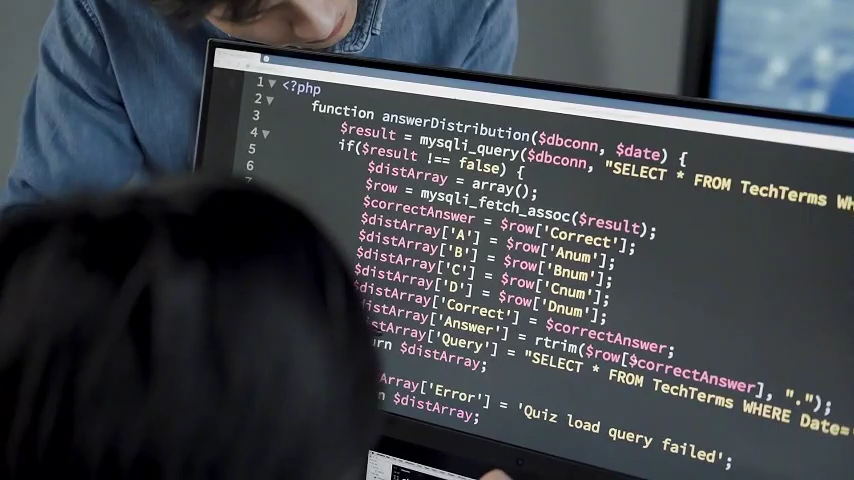 1 <?php
2 function answerDistribution($dbconn, $date) {
3 $result = mysqli_query($dbconn, "SELECT * FROM TechTerms WH
4 if($result !== false) {
5 $distArray = array();
6 $row = mysqli_fetch_assoc($result);
$correctAnswer = $row['Correct'];
$distArray['A'] = $row['Anum'];
$distArray['B'] = $row['Bnum'];
$distArray['C'] = $row['Cnum'];
$distArray['D'] = $row['Dnum'];
distArray['Correct'] = $correctAnswer;
istArray['Answer'] = rtrim($row[$correctAnswer], ".");
stArray['Query'] = "SELECT * FROM TechTerms WHERE Date='
urn $distArray;
Array['Error'] = 'Quiz load query failed';
n $distArray;